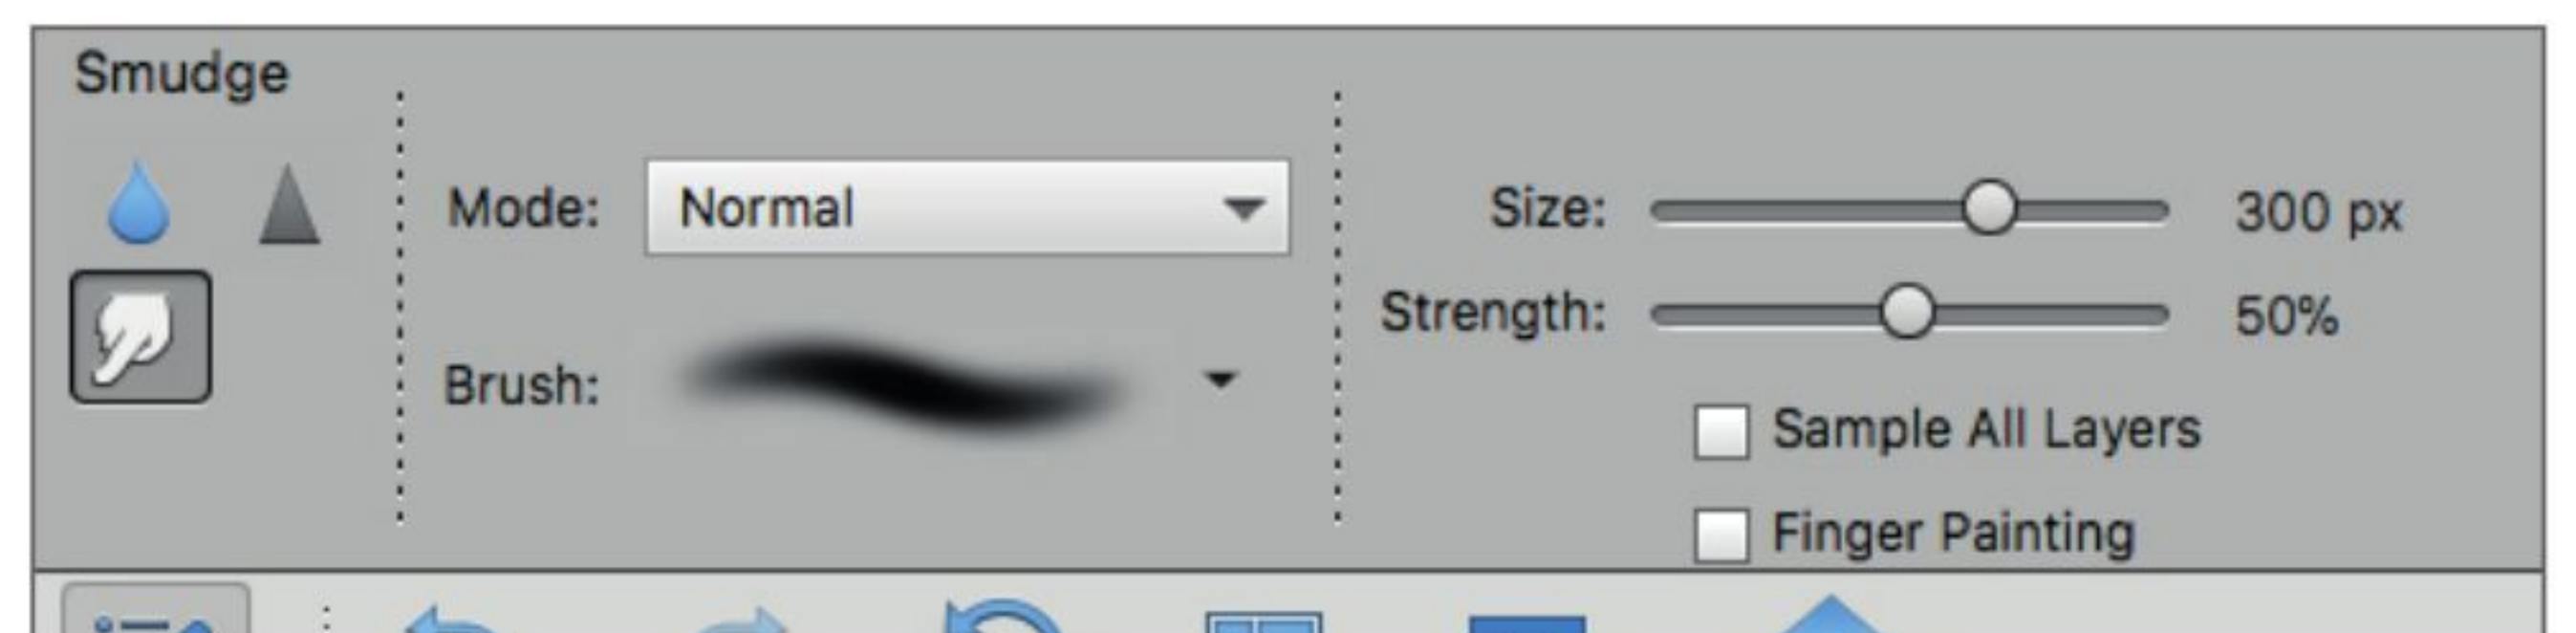 Smudge
Mode: Normal
Brush:
Size: 300 px
Strength: 50%
Sample All Layers
Finger Painting